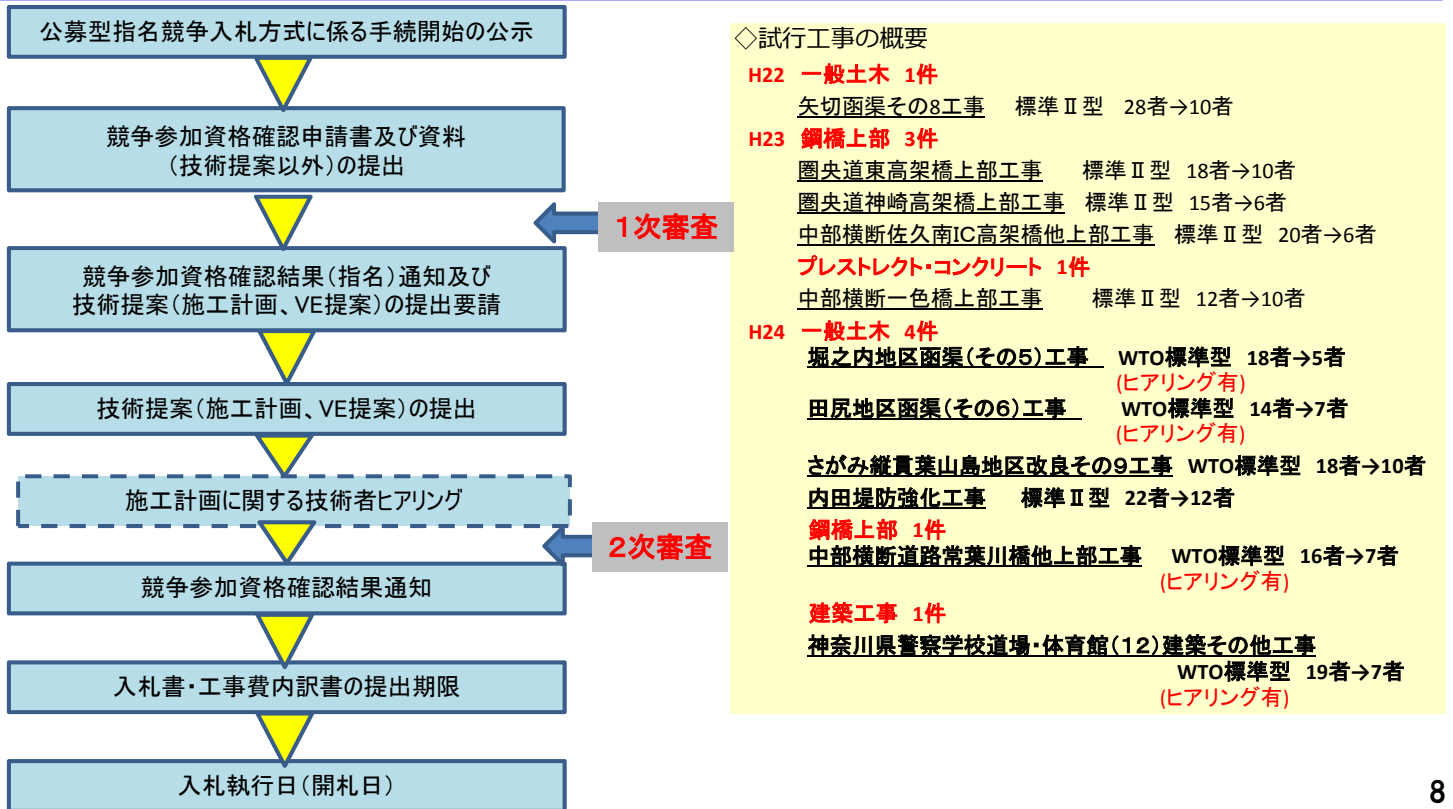 公募型指名競争入札方式に係る手続開始の公示
競争参加資格確認申請書及び資料
(技術提案以外)の提出
1次審査
競争参加資格確認結果(指名)通知及び
技術提案(施工計画、VE提案)の提出要請
技術提案(施工計画、VE提案)の提出
施工計画に関する技術者ヒアリング
2次審査
競争参加資格確認結果通知
入札書・工事費内訳書の提出期限
入札執行日(開札日)
◇試行工事の概要
H22 一般土木 1件
矢切函渠その8工事 標準Ⅱ型 28者→10者
H23 鋼橋上部 3件
圏央道東高架橋上部工事 標準Ⅱ型 18者→10者
圏央道神崎高架橋上部工事 標準Ⅱ型 15者→6者
中部横断佐久南IC高架橋他上部工事 標準Ⅱ型 20者→6者
プレストレクト・コンクリート 1件
中部横断一色橋上部工事 標準Ⅱ型 12者→10者
H24 一般土木 4件
堀之内地区函渠(その5)工事 WTO標準型 18者→5者
(ヒアリング有)
田尻地区函渠(その6)工事 WTO標準型 14者→7者
(ヒアリング有)
さがみ縦貫葉山島地区改良その9工事 WTO標準型 18者→10者
内田堤防強化工事 標準Ⅱ型 22者→12者
鋼橋上部 1件
中部横断道路常葉川橋他上部工事 WTO標準型 16者→7者
(ヒアリング有)
建築工事 1件
神奈川県警察学校道場・体育館(12)建築その他工事
WTO標準型 19者→7者
(ヒアリング有)
8